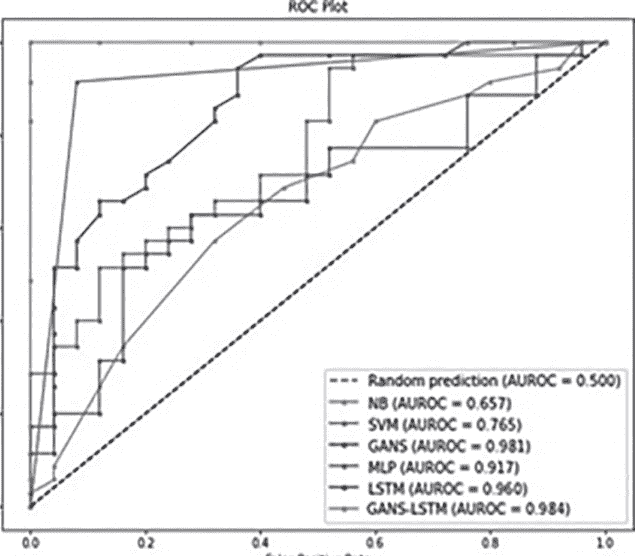 ROC Plot
Random prediction (AUROC = 0.500)
NB (AUROC = 0.657)
SVM (AUROC = 0.765)
GANS (AUROC = 0.981)
MLP (AUROC = 0.917)
LSTM (AUROC = 0.960)
GANS-LSTM (AUROC = 0.984)
0.0 0.2 0.4 0.6 0.8 1.0